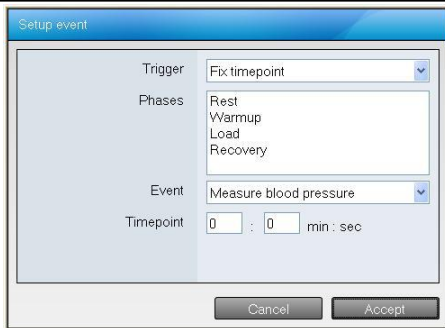 Setup event
Trigger Fix timepoint
Phases Rest
Warmup
Load
Recovery
Event Measure blood pressure
Timepoint 0 : 0 min : sec
Cancel Accept